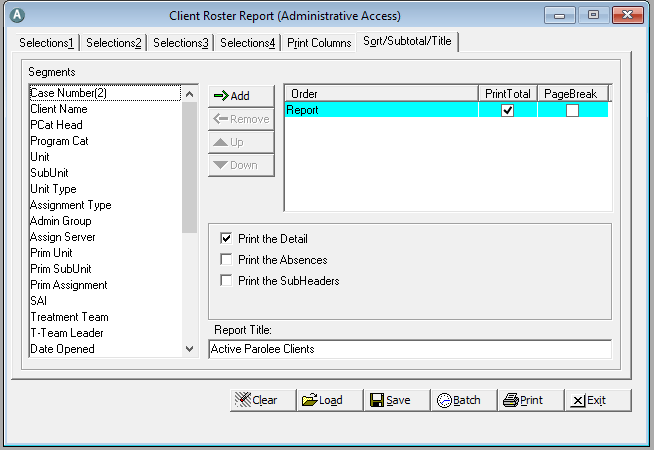 Client Roster Report (Administrative Access)
Selections1 Selections2 Selections3 Selections4 Print Columns Sort/Subtotal/Title
Segments
Case Number(2)
Client Name
PCat Head
Program Cat
Unit
SubUnit
Unit Type
Assignment Type
Admin Group
Assign Server
Prim Unit
Prim SubUnit
Prim Assignment
SAI
Treatment Team
T-Team Leader
Date Opened
Add
Remove
Up
Down
Order PrintTotal PageBreak
Report
Print the Detail
Print the Absences
Print the SubHeaders
Report Title:
Active Parolee Clients
Clear Load Save Batch Print Exit